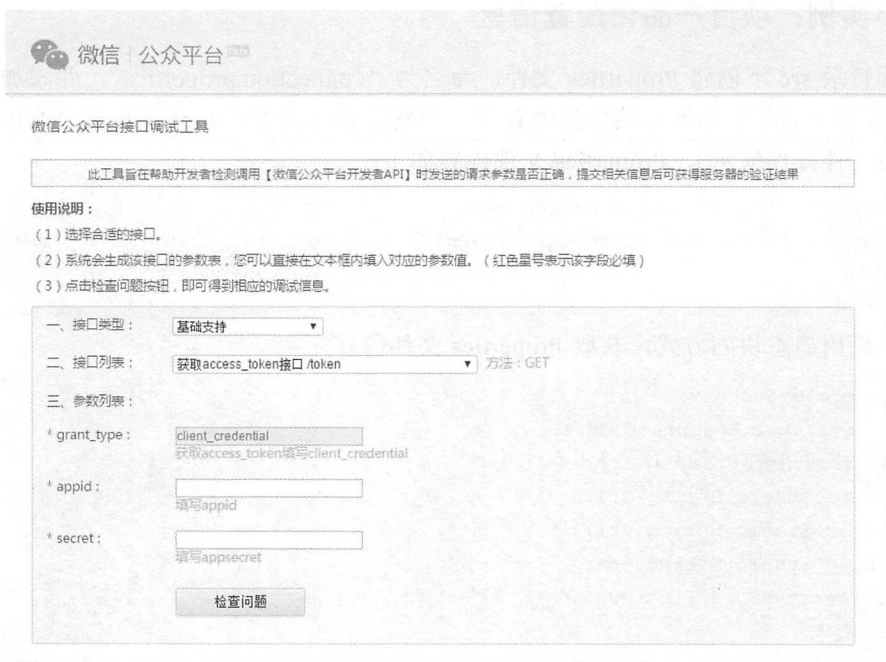 微信 公众平台 Beta
微信公众平台接口调试工具
此工具旨在帮助开发者检测调用【微信公众平台开发者API】时发送的请求参数是否正确，提交相关信息后可获得服务器的验证结果
使用说明：
（1）选择合适的接口。
（2）系统会生成该接口的参数表，您可以直接在文本框内填入对应的参数值。（红色星号表示该字段必填）
（3）点击检查问题按钮，即可得到相应的调试信息。
一、接口类型： 基础支持
二、接口列表： 获取access_token接口 /token 方法：GET
三、参数列表：
* grant_type： client_credential
获取access_token填写client_credential
* appid：
填写appid
* secret：
填写appsecret
检查问题